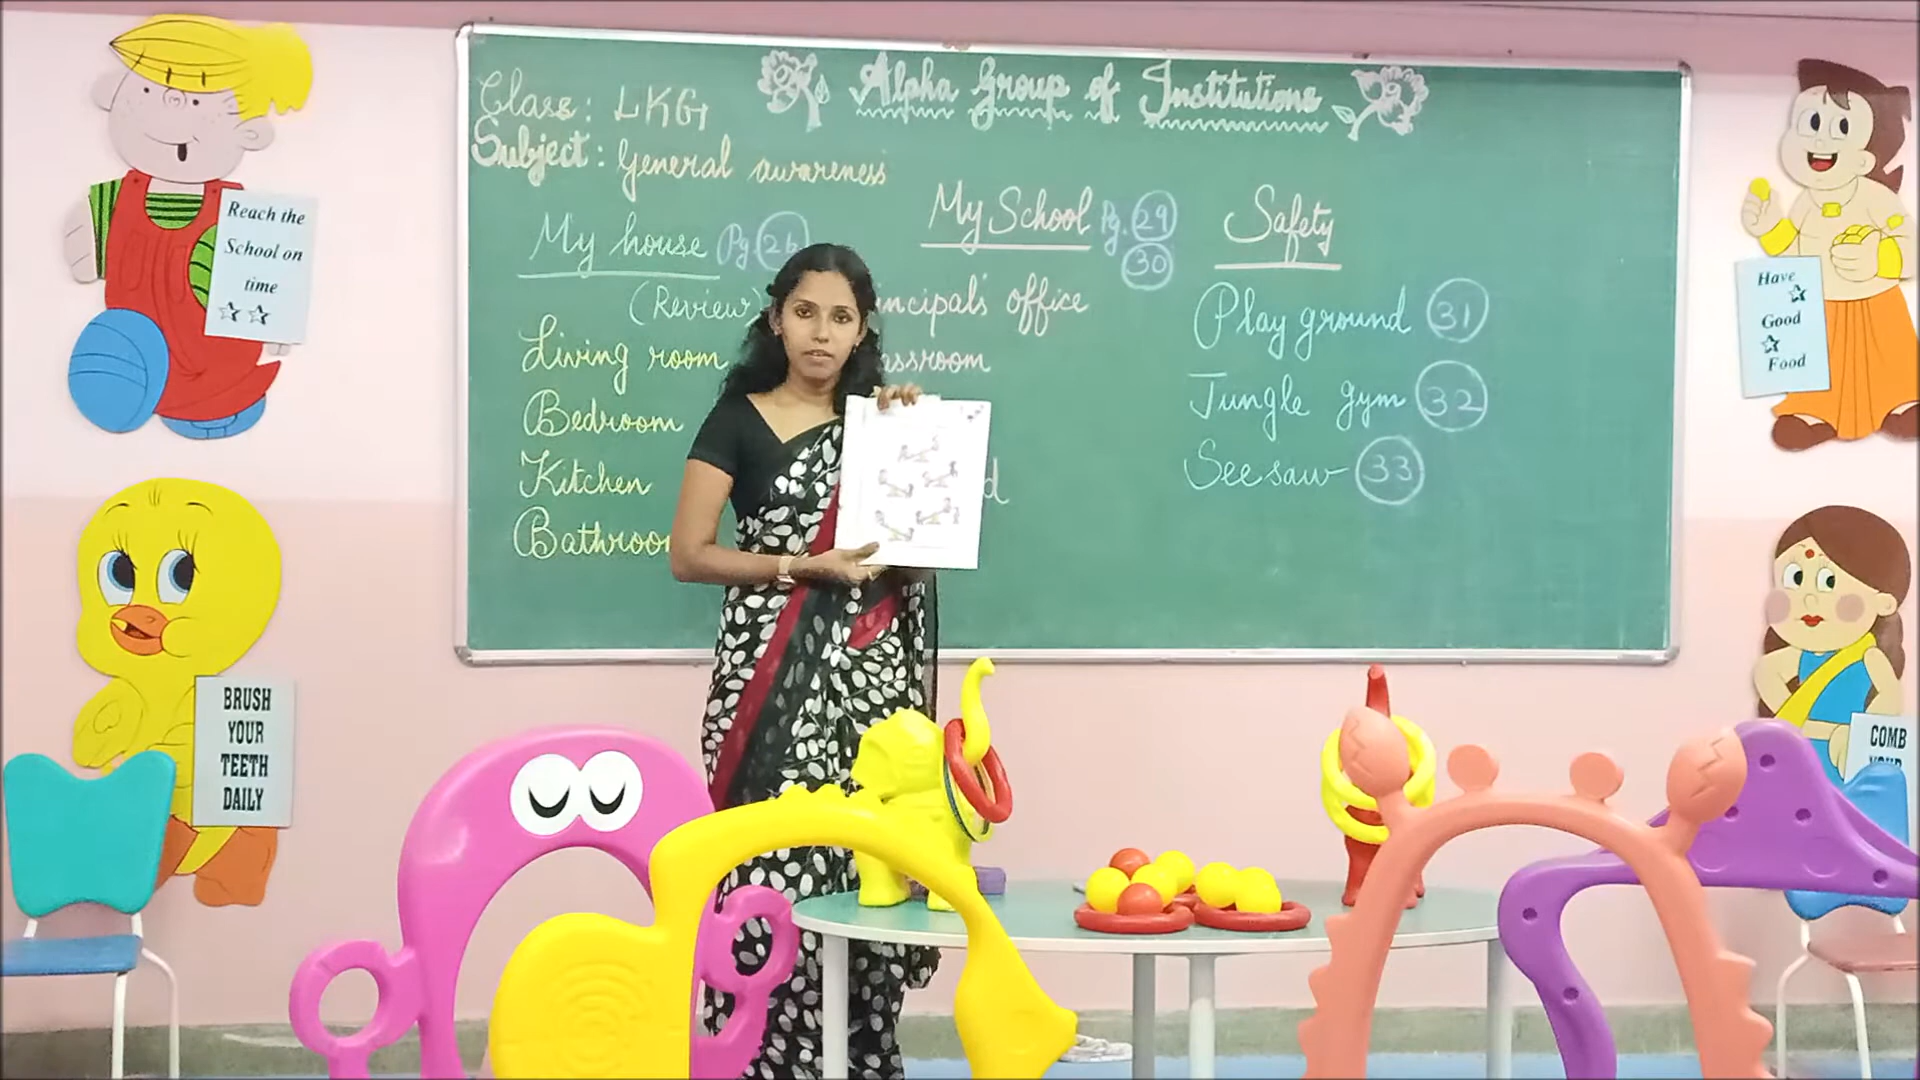 Alpha Group of Institutions
Class: LKG
Subject: General awareness
My house Pg. 26
(Review)
Living room
Bedroom
Kitchen
My School Pg. 29
30
office
Safety
Play ground 31
Jungle gym 32
See saw 33
Reach the
School on
time
BRUSH
YOUR
TEETH
DAILY
Have
Good
Food
COMB